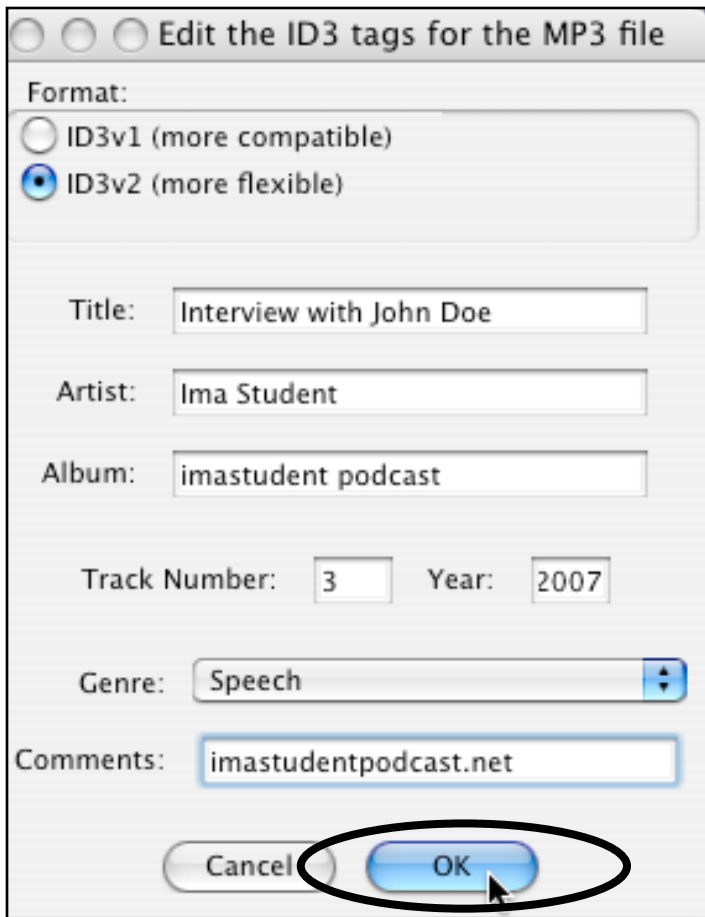 Edit the ID3 tags for the MP3 file
Format:
ID3v1 (more compatible)
ID3v2 (more flexible)
Title: Interview with John Doe
Artist: Ima Student
Album: imastudent podcast
Track Number: 3 Year: 2007
Genre: Speech
Comments: imastudentpodcast.net
Cancel OK